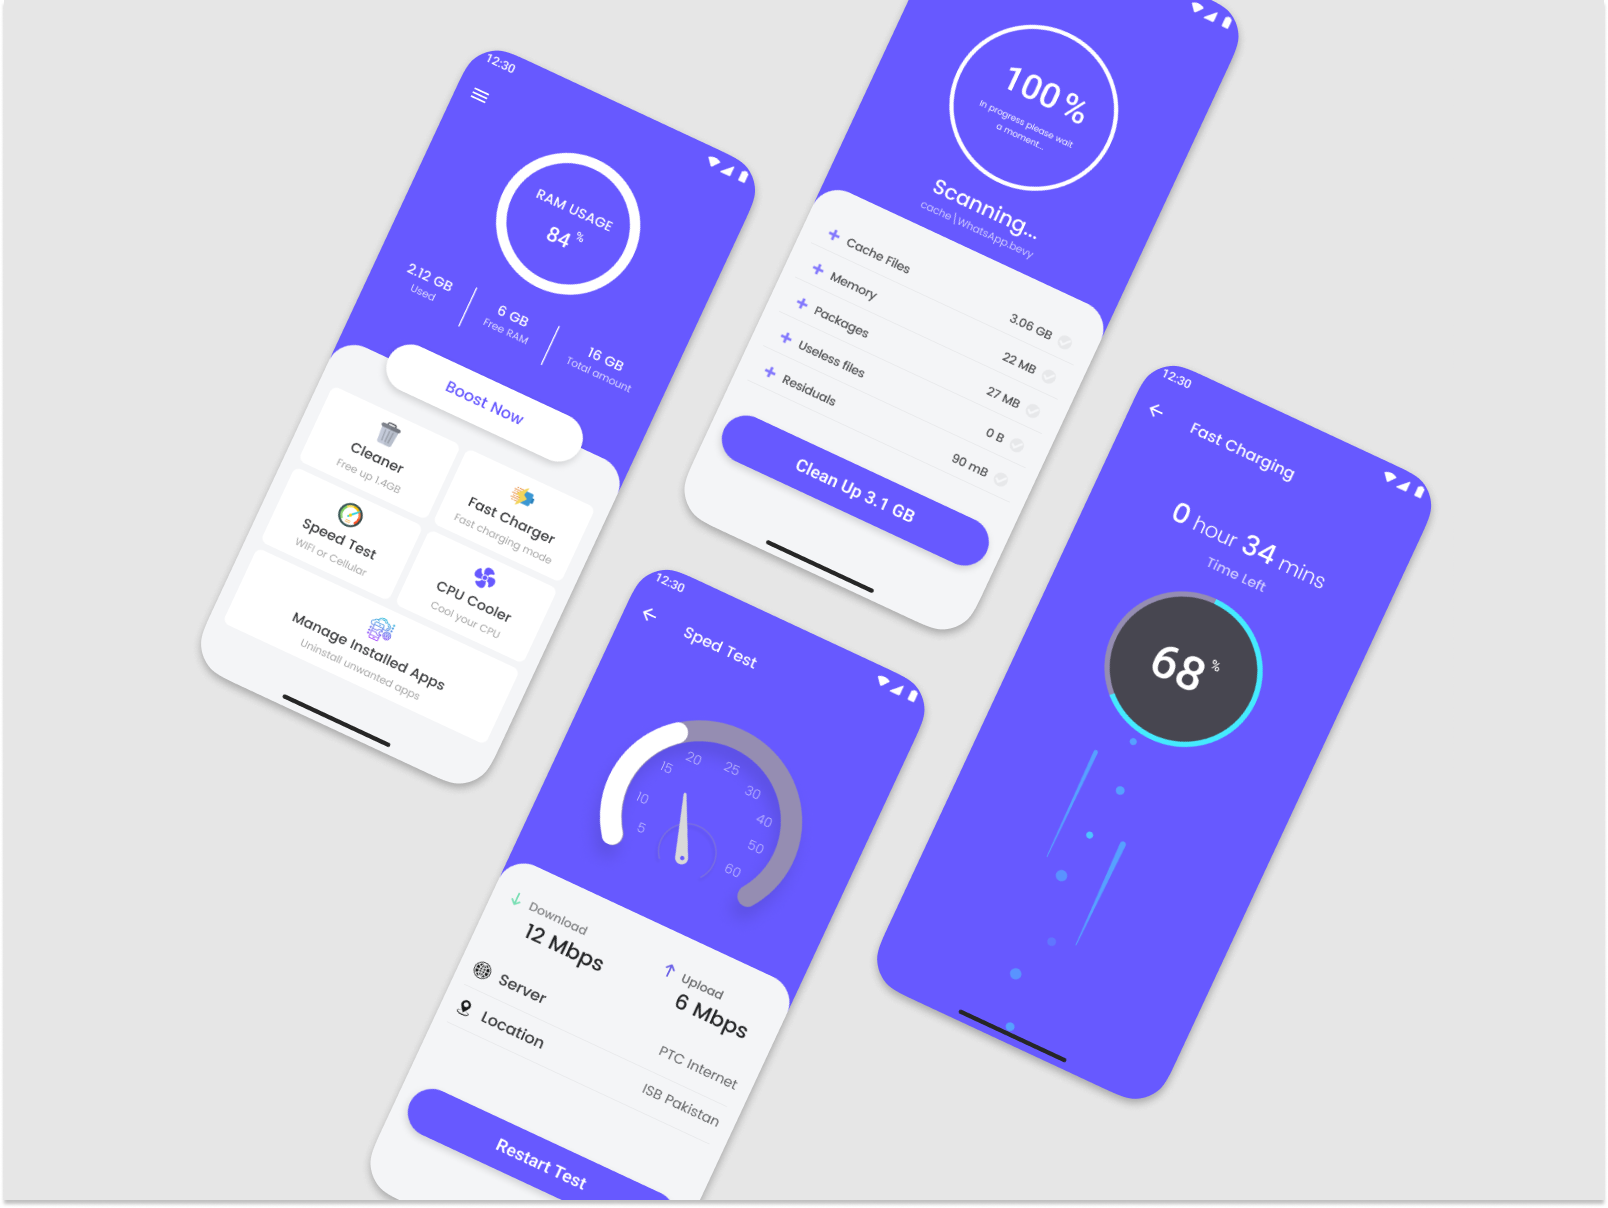 12:30
RAM USAGE
84 %
2.12 GB
Used
6 GB
Free RAM
16 GB
Total amount
Boost Now
Cleaner
Free up 1.4GB
Fast Charger
Fast charging mode
Speed Test
WIFI or Cellular
CPU Cooler
Cool your CPU
Manage Installed Apps
Uninstall unwanted apps
100 %
In progress please wait
a moment...
Scanning...
cache\WhatsApp.bevy
Cache Files
3.06 GB
Memory
22 MB
Packages
27 MB
Useless files
0 B
Residuals
90 mB
Clean Up 3.1 GB
12:30
Sped Test
5
10
15
20
25
30
40
50
60
Download
12 Mbps
Upload
6 Mbps
Server
PTC Internet
Location
ISB Pakistan
Restart Test
12:30
Fast Charging
0 hour 34 mins
Time Left
68 %